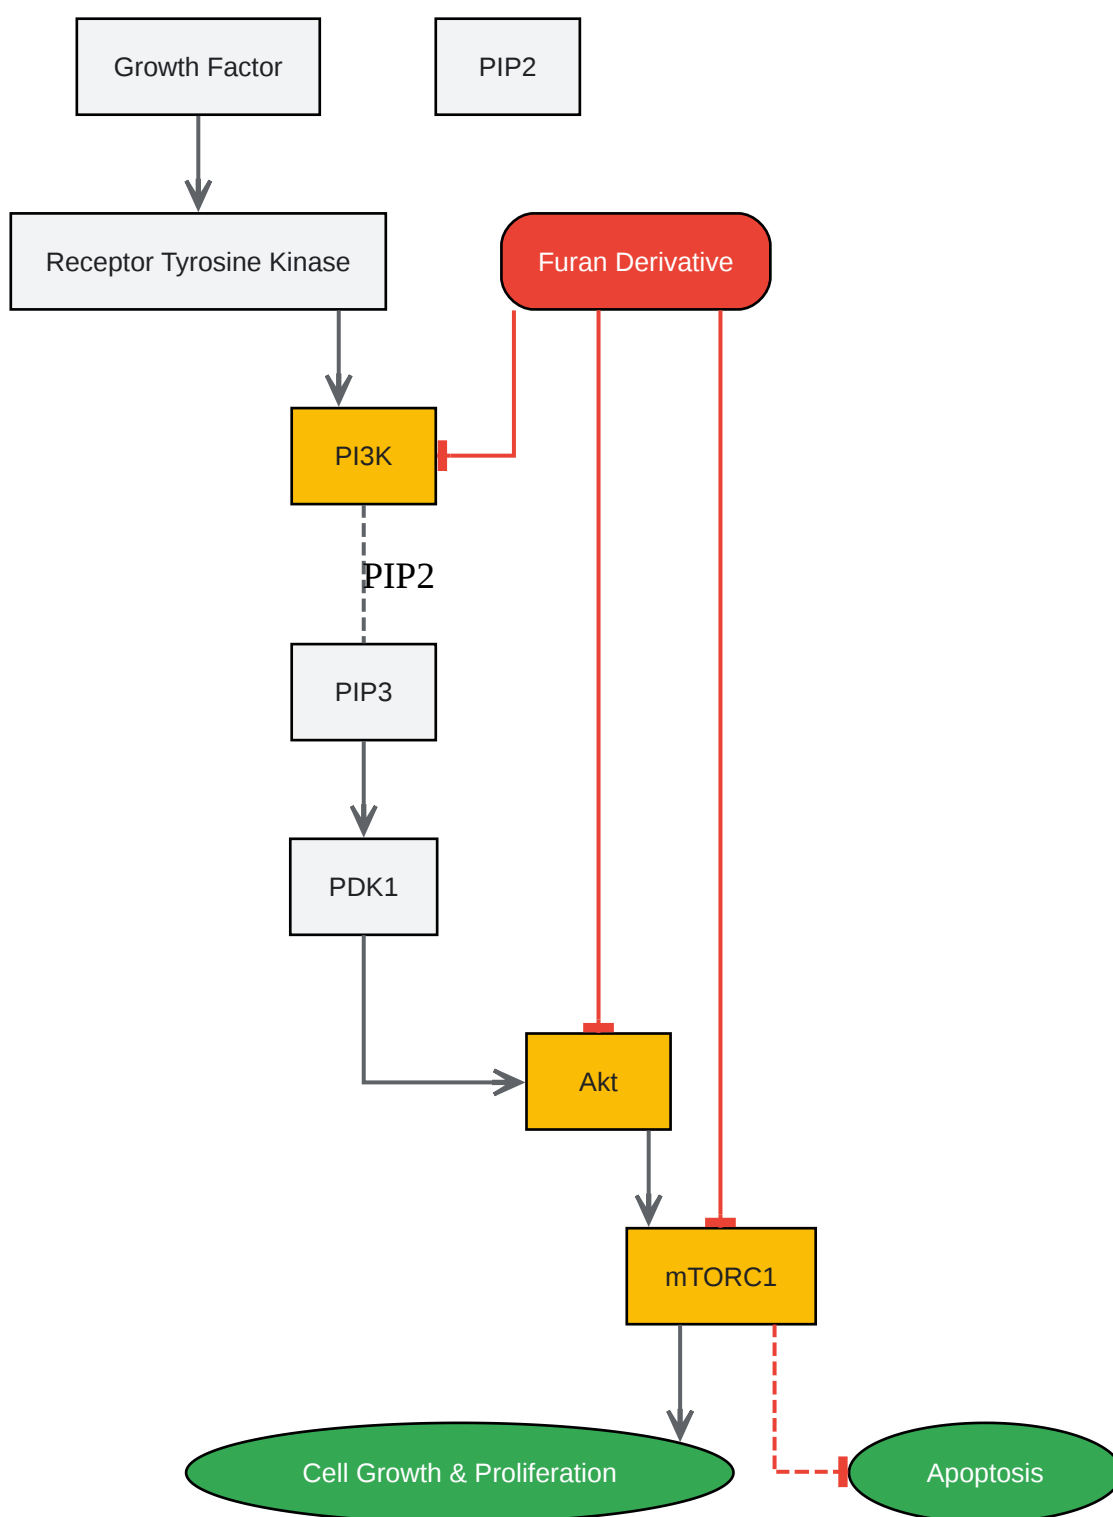 Growth Factor
PIP2
Receptor Tyrosine Kinase
Furan Derivative
PI3K
PIP2
PIP3
PDK1
Akt
mTORC1
Cell Growth & Proliferation
Apoptosis